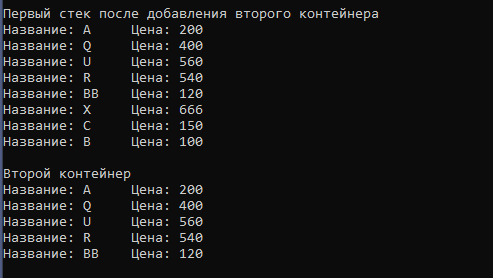 Первый стек после добавления второго контейнера
Название: A     Цена: 200
Название: Q     Цена: 400
Название: U     Цена: 560
Название: R     Цена: 540
Название: BB    Цена: 120
Название: X     Цена: 666
Название: C     Цена: 150
Название: B     Цена: 100

Второй контейнер
Название: A     Цена: 200
Название: Q     Цена: 400
Название: U     Цена: 560
Название: R     Цена: 540
Название: BB    Цена: 120